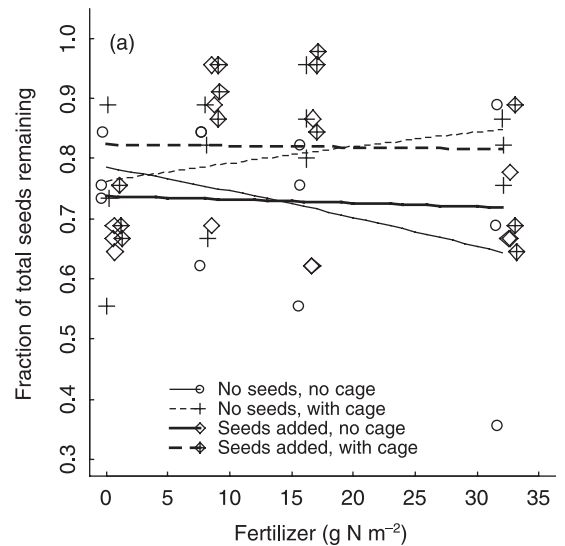 (a)
1.0
0.9
0.8
0.7
0.6
0.5
0.4
0.3
Fraction of total seeds remaining
No seeds, no cage
No seeds, with cage
Seeds added, no cage
Seeds added, with cage
0 5 10 15 20 25 30 35
Fertilizer (g N m⁻²)